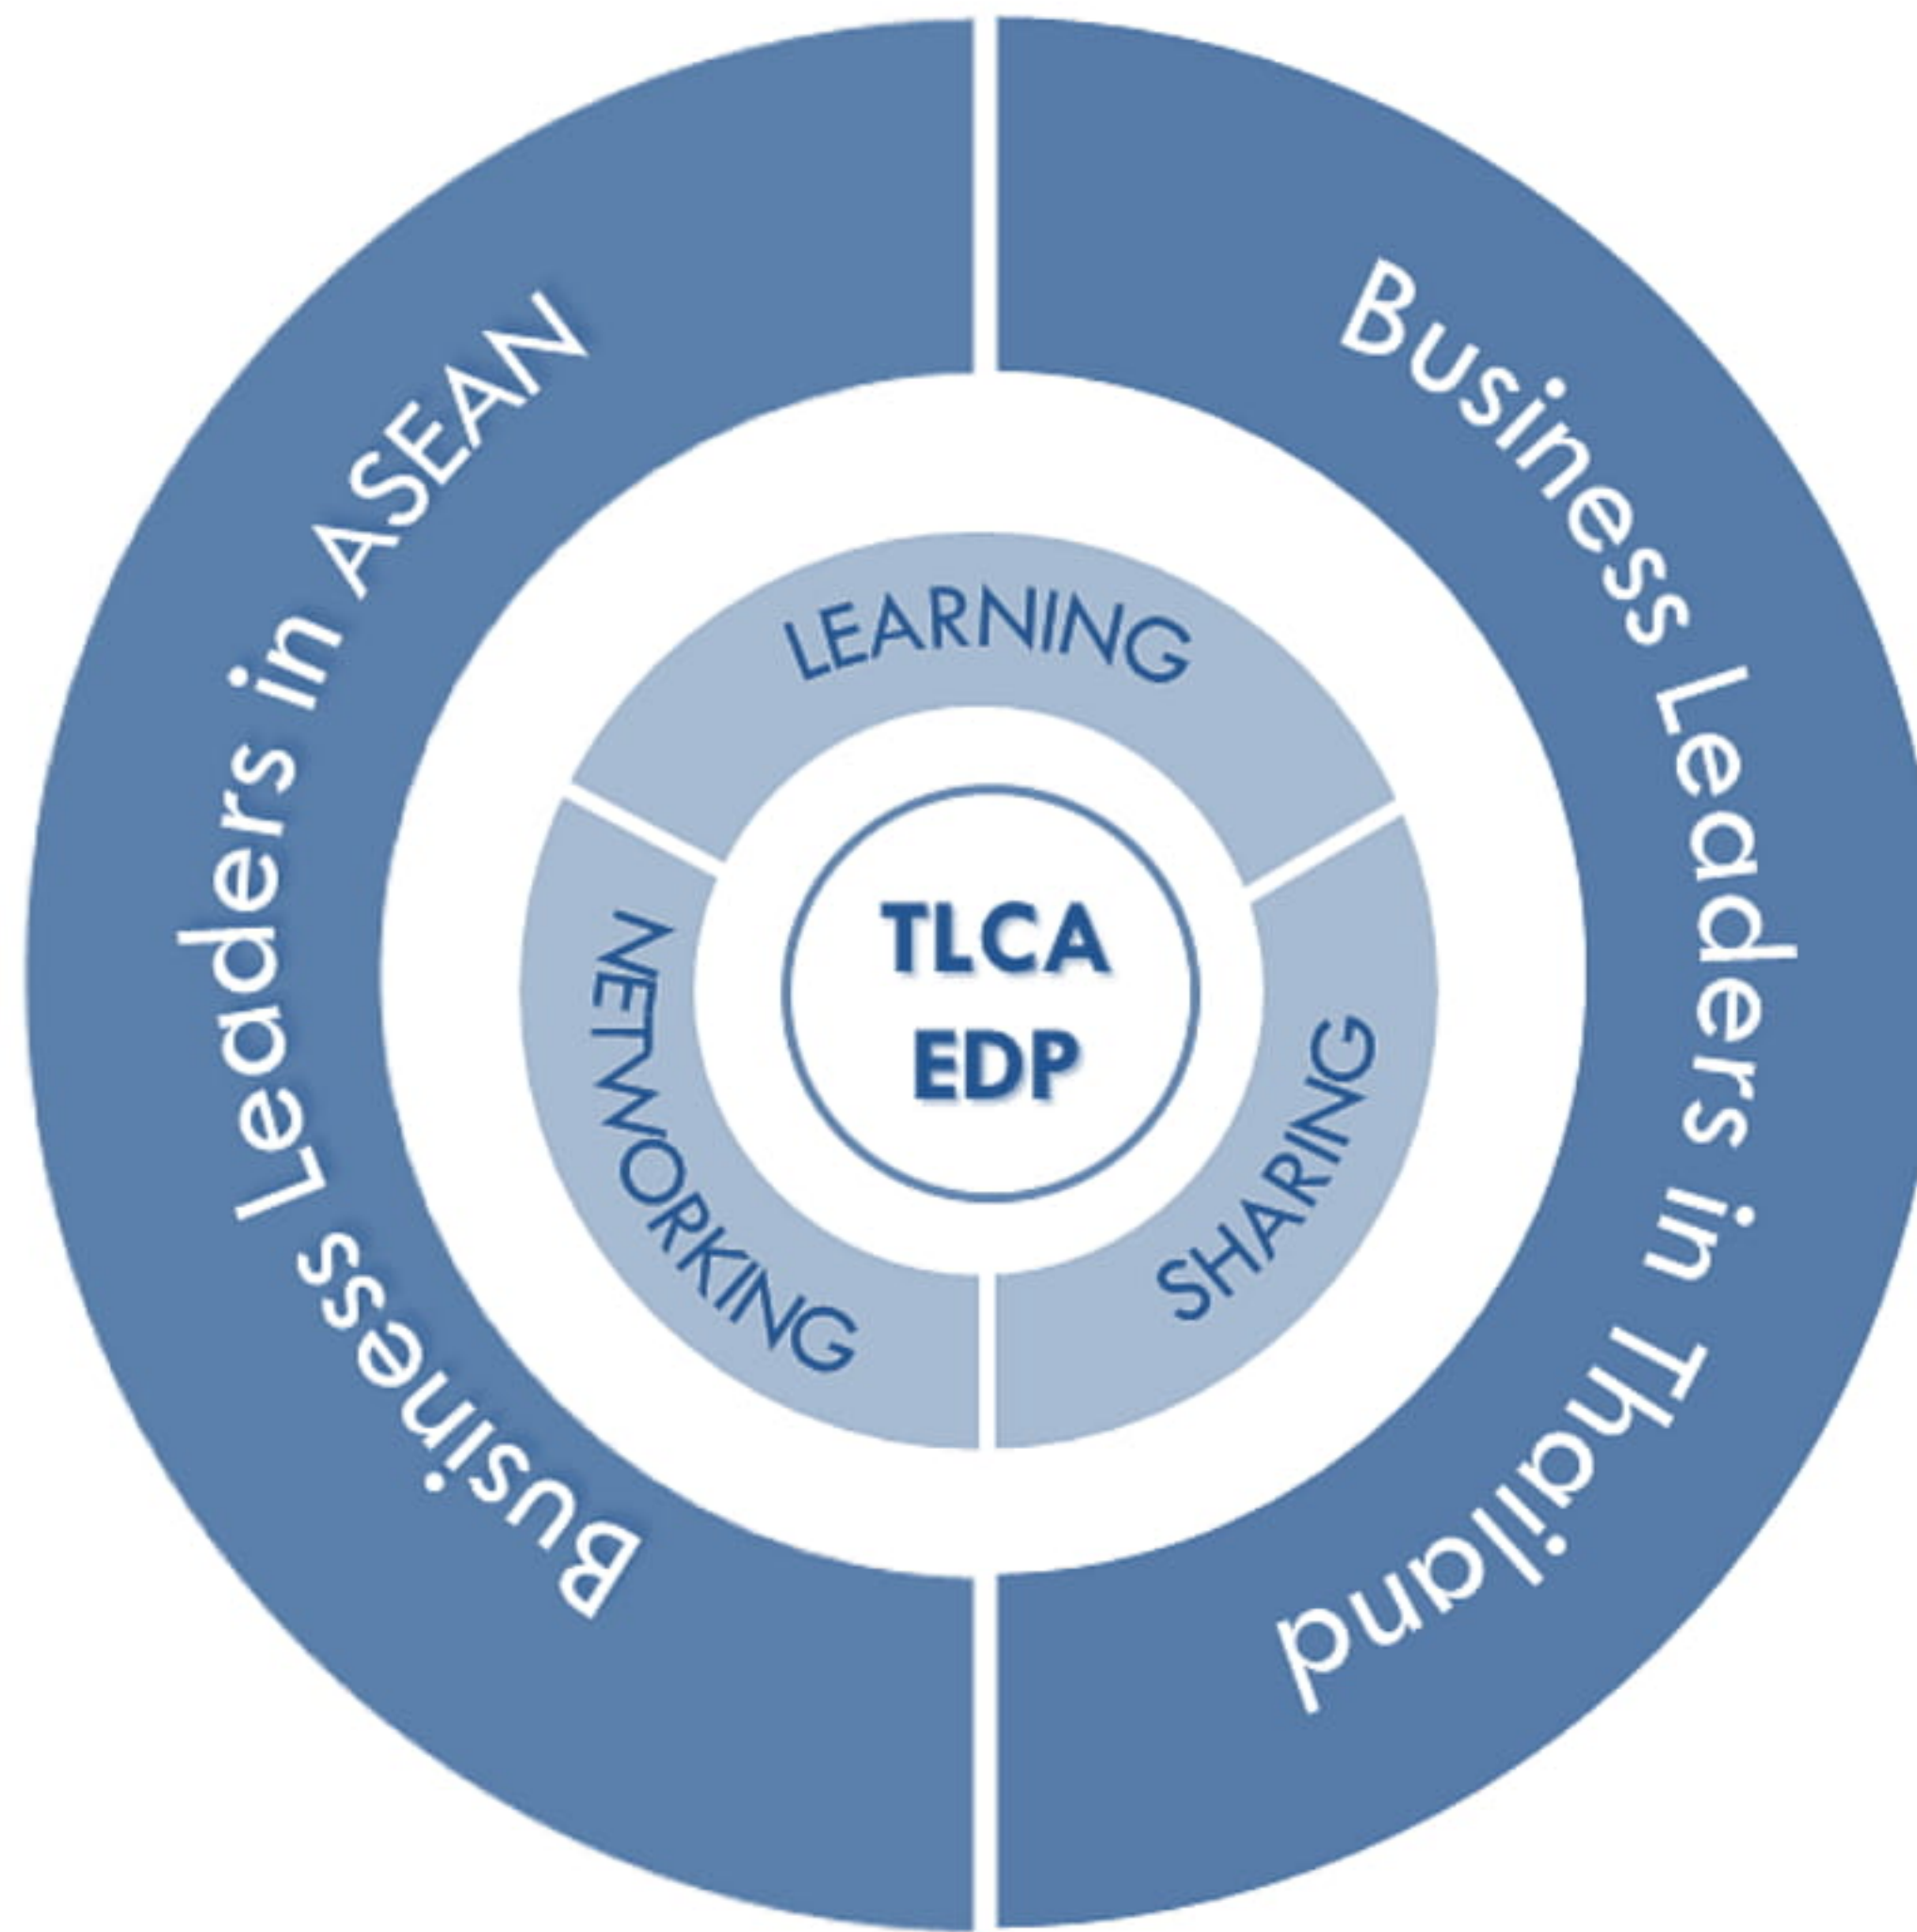 Business Leaders in ASEAN
Business Leaders in Thailand
LEARNING
NETWORKING
SHARING
TLCA
EDP